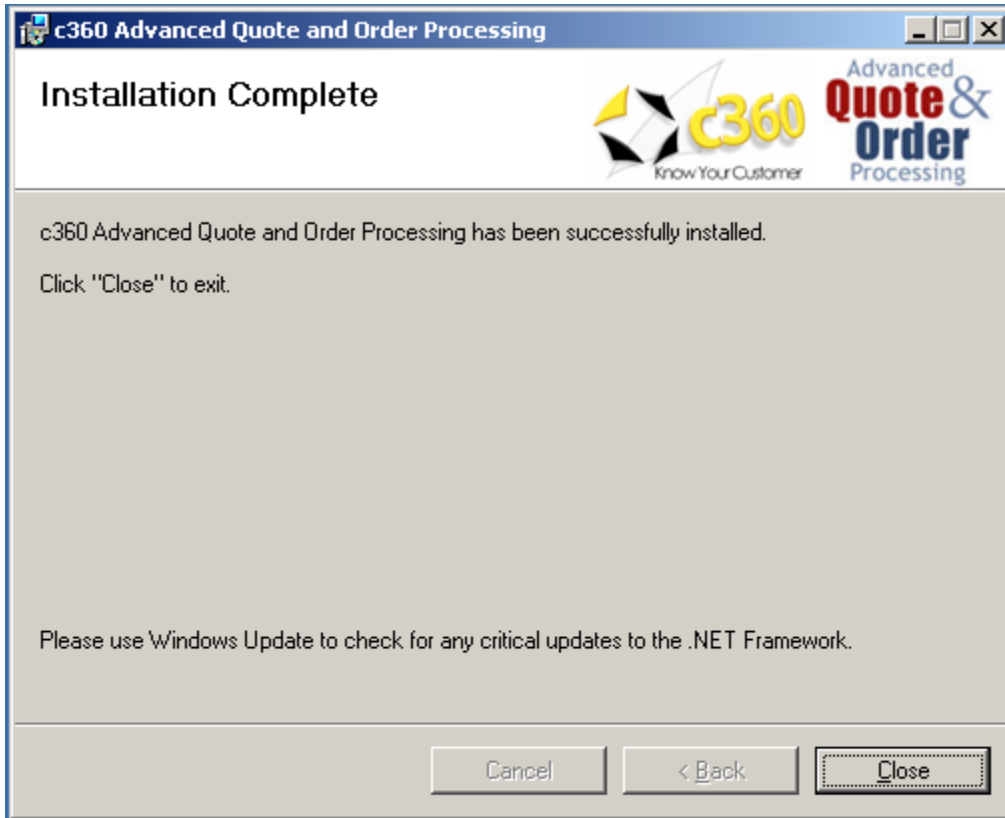 c360 Advanced Quote and Order Processing
Installation Complete
c360
Know Your Customer
Advanced
Quote &
Order
Processing
c360 Advanced Quote and Order Processing has been successfully installed.
Click "Close" to exit.
Please use Windows Update to check for any critical updates to the .NET Framework.
Cancel
< Back
Close